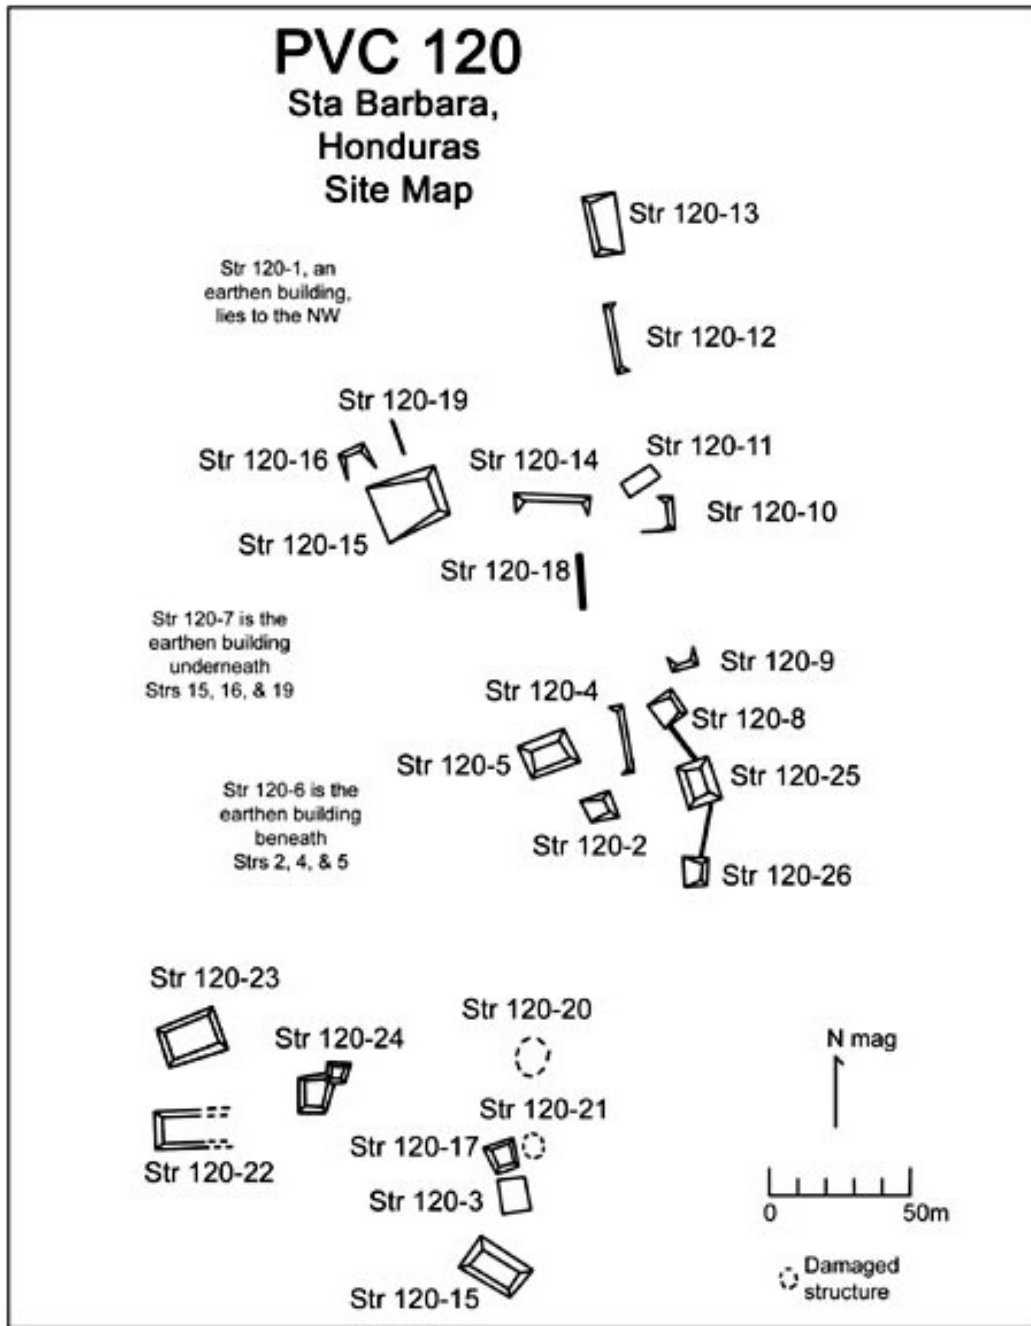 PVC 120
Sta Barbara,
Honduras
Site Map
Str 120-13
Str 120-1, an
earthen building,
lies to the NW
Str 120-12
Str 120-19
Str 120-16
Str 120-14
Str 120-11
Str 120-10
Str 120-15
Str 120-18
Str 120-7 is the
earthen building
underneath
Strs 15, 16, & 19
Str 120-9
Str 120-4
Str 120-8
Str 120-5
Str 120-25
Str 120-6 is the
earthen building
beneath
Strs 2, 4, & 5
Str 120-2
Str 120-26
Str 120-23
Str 120-20
Str 120-24
N mag
Str 120-21
Str 120-17
Str 120-22
Str 120-3
0 50m
Damaged
structure
Str 120-15